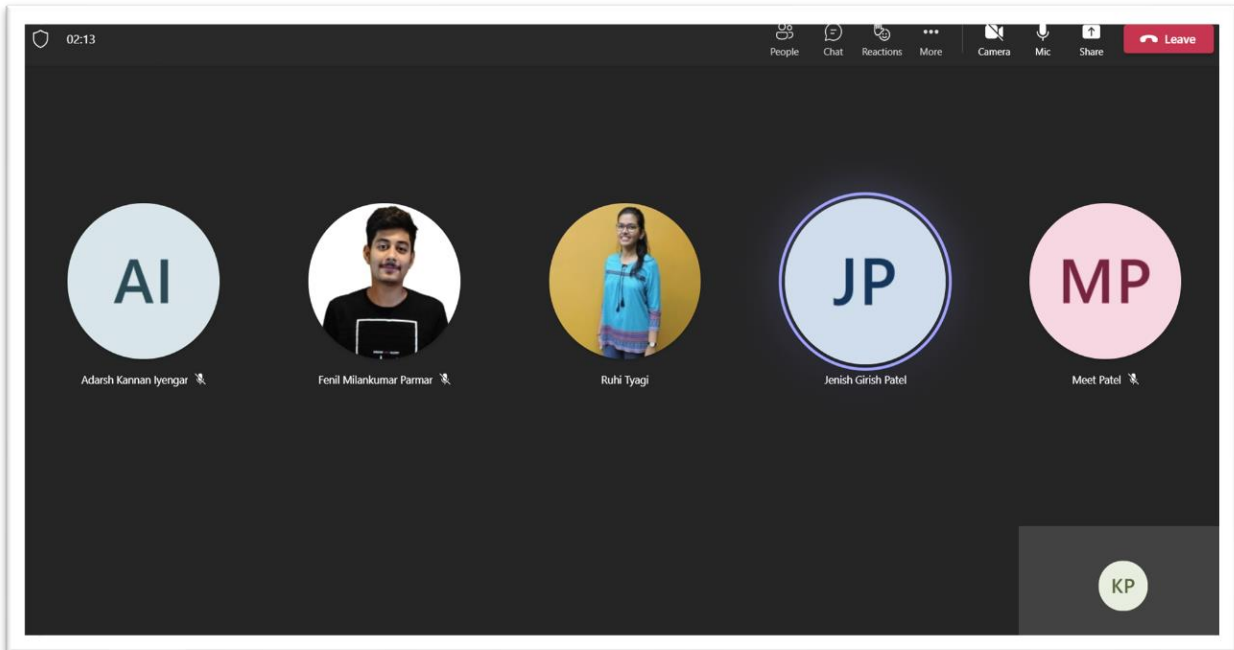 02:13
People Chat Reactions More Camera Mic Share Leave
AI JP MP
Adarsh Kannan Iyengar Fenil Milankumar Parmar Ruhi Tyagi Jenish Girish Patel Meet Patel
KP